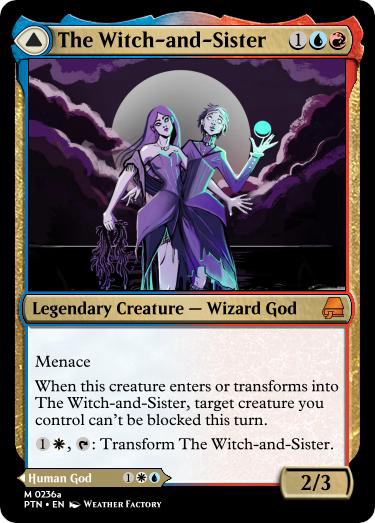 The Witch-and-Sister 1
Legendary Creature — Wizard God
Menace
When this creature enters or transforms into
The Witch-and-Sister, target creature you
control can't be blocked this turn.
1 , : Transform The Witch-and-Sister.
Human God 1
2/3
M 0236a
PTN • EN Weather Factory